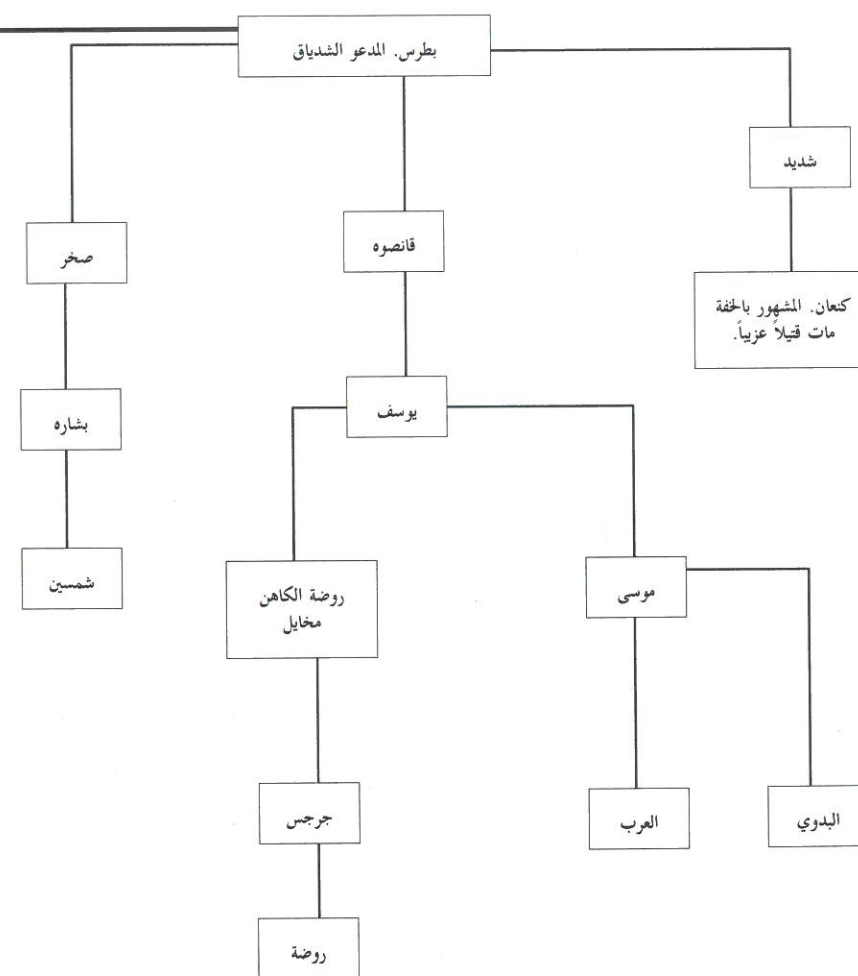 بطرس. المدعو الشدياق
شديد
قانصوه
صخر
كنعان. المشهور بالخفة
مات قتيلاً عزيباً.
يوسف
بشاره
شمسين
روضة الكاهن
مخايل
موسى
جرجس
العرب
البدوي
روضة